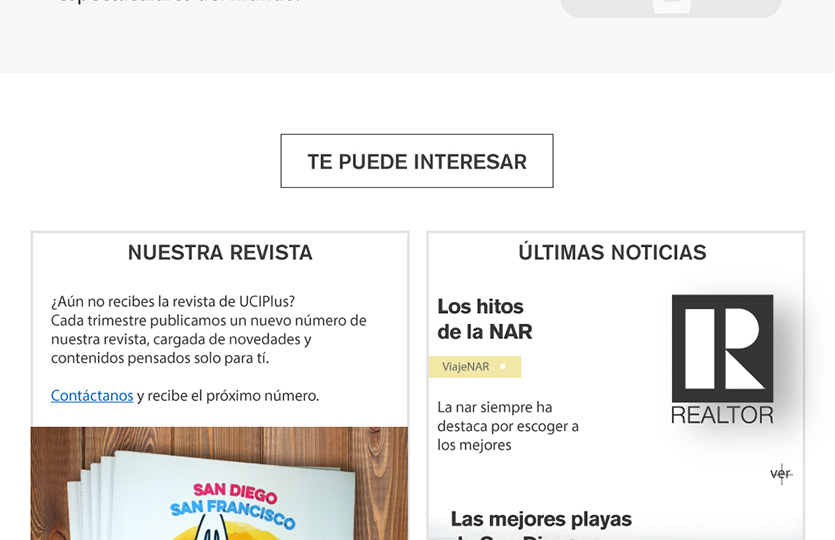 TE PUEDE INTERESAR
NUESTRA REVISTA
¿Aún no recibes la revista de UCIPlus?
Cada trimestre publicamos un nuevo número de
nuestra revista, cargada de novedades y
contenidos pensados solo para tí.
Contáctanos y recibe el próximo número.
SAN DIEGO
SAN FRANCISCO
ÚLTIMAS NOTICIAS
Los hitos
de la NAR
ViajeNAR
La nar siempre ha
destaca por escoger a
los mejores
R
REALTOR
ver
Las mejores playas